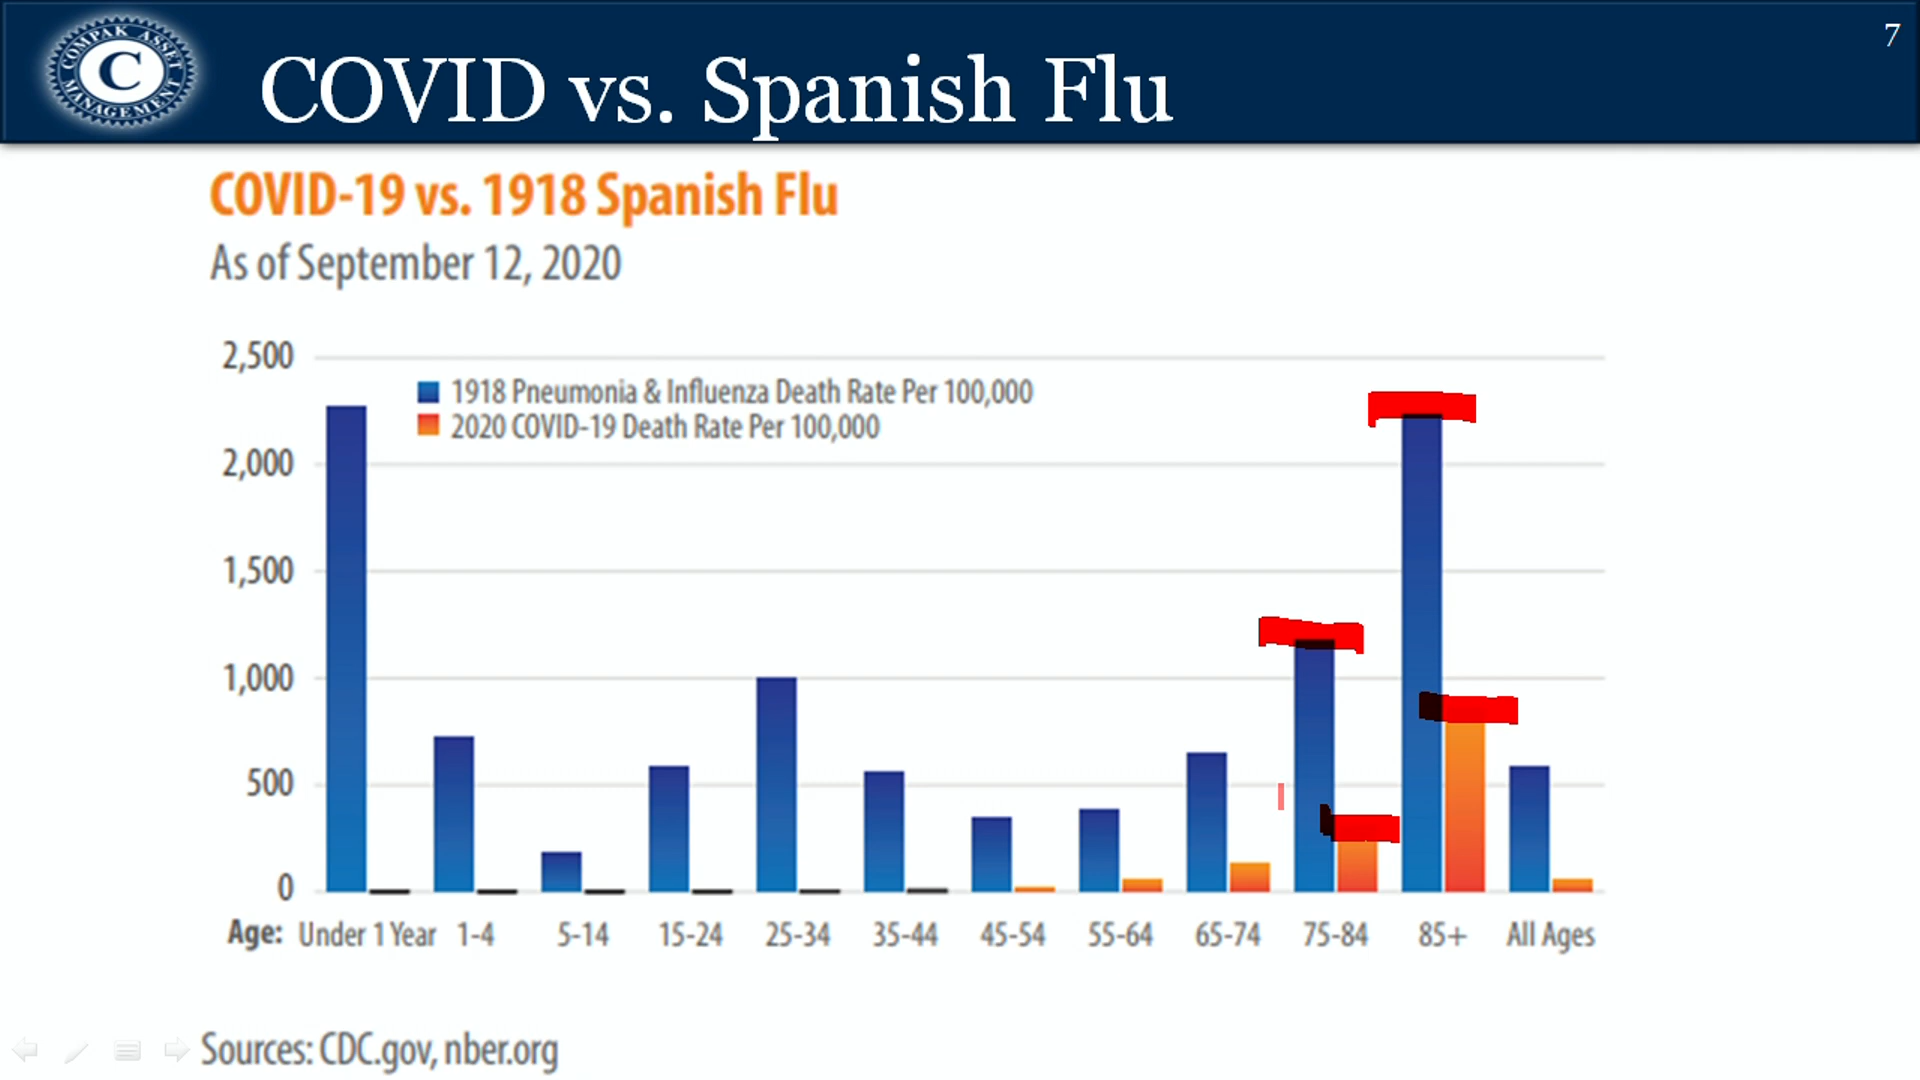 7
COMPAK ASSET
C
MANAGEMENT
COVID vs. Spanish Flu
COVID-19 vs. 1918 Spanish Flu
As of September 12, 2020
2,500
1918 Pneumonia & Influenza Death Rate Per 100,000
2020 COVID-19 Death Rate Per 100,000
2,000
1,500
1,000
500
0
Age: Under 1 Year 1-4 5-14 15-24 25-34 35-44 45-54 55-64 65-74 75-84 85+ All Ages
Sources: CDC.gov, nber.org